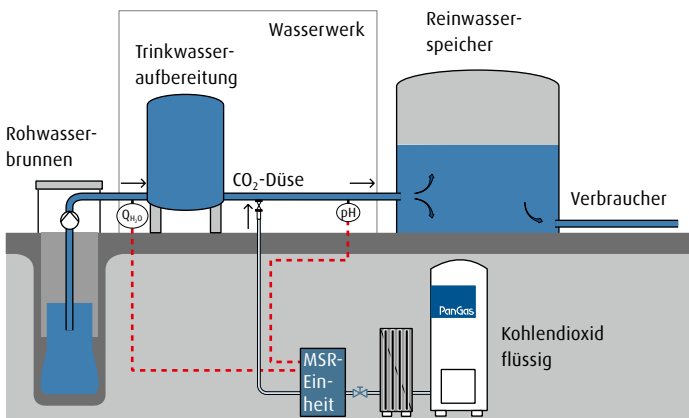 Reinwasser-
speicher
Wasserwerk
Trinkwasser-
aufbereitung
Rohwasser-
brunnen
CO₂-Düse
Verbraucher
Q_H₂O
pH
PanGas
Kohlendioxid
flüssig
MSR-
Ein-
heit